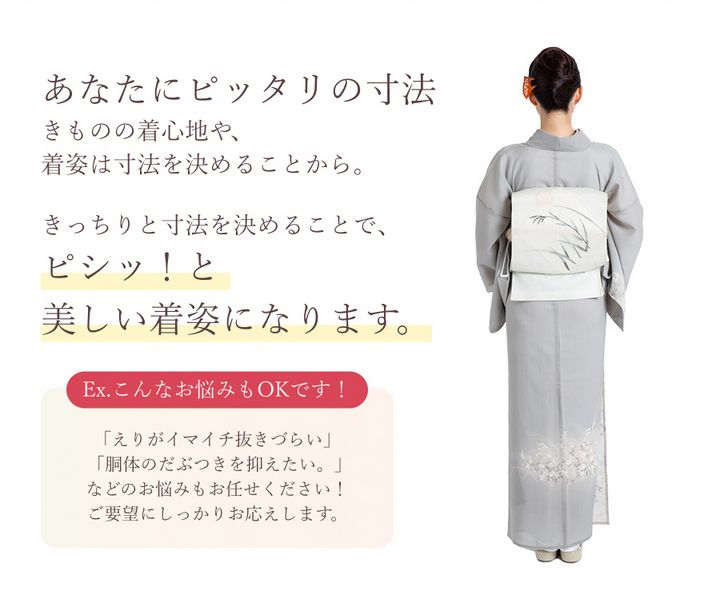 あなたにピッタリの寸法
きものの着心地や、
着姿は寸法を決めることから。
きっちりと寸法を決めることで、
ピシッ！と
美しい着姿になります。
Ex.こんなお悩みもOKです！
「えりがイマイチ抜きづらい」
「胴体のだぶつきを抑えたい。」
などのお悩みもお任せください！
ご要望にしっかりお応えします。